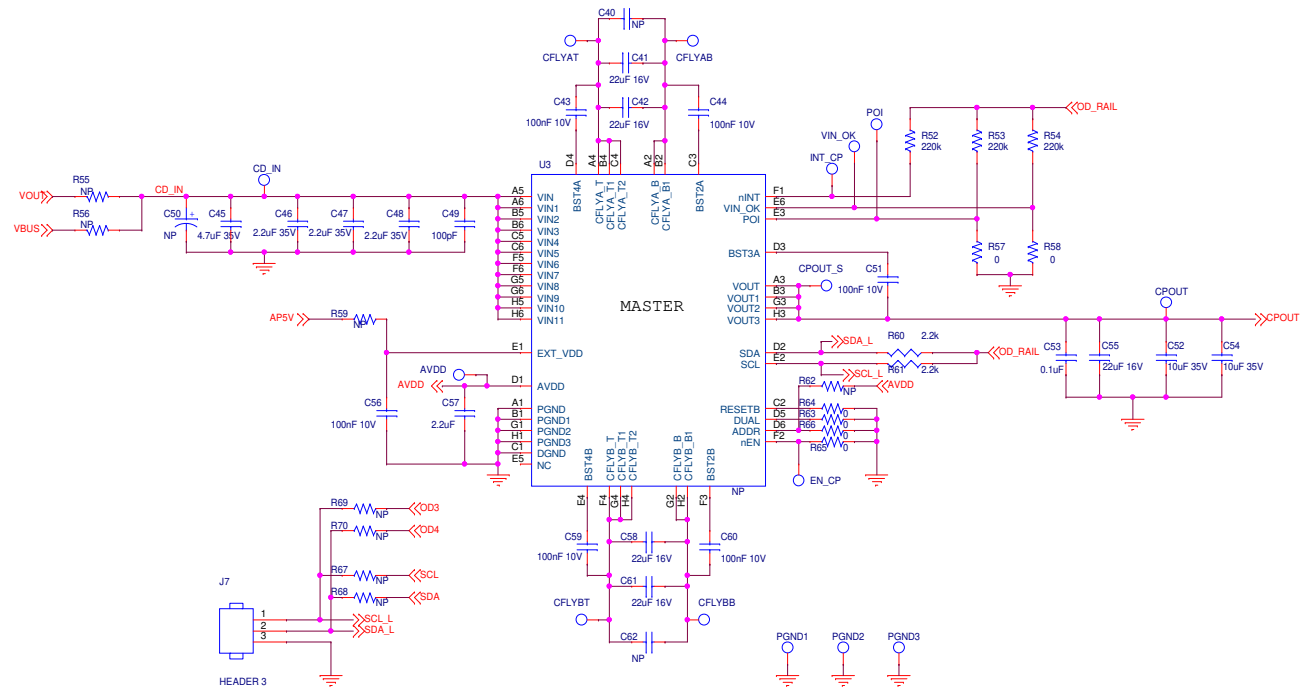 C40
NP
CFLYAT
CFLYAB
C41
22uF 16V
C42
22uF 16V
C43
100nF 10V
C44
100nF 10V
D4
A4
B4
C4
A2
B2
C3
U3
BST4A
CFLYA_T
CFLYA_T1
CFLYA_T2
CFLYA_B
CFLYA_B1
BST2A
POI
VIN_OK
INT_CP
R52
220k
R53
220k
R54
220k
OD_RAIL
R55
NP
VOUT
R56
NP
VBUS
CD_IN
CD_IN
C50
+
NP
C45
4.7uF 35V
C46
2.2uF 35V
C47
2.2uF 35V
C48
2.2uF 35V
C49
100pF
A5 VIN
A6 VIN1
B5 VIN2
B6 VIN3
C5 VIN4
C6 VIN5
F5 VIN6
F6 VIN7
G5 VIN8
G6 VIN9
H5 VIN10
H6 VIN11
MASTER
nINT F1
VIN_OK E6
POI E3
BST3A D3
VOUT A3
VOUT1 B3
VOUT2 G3
VOUT3 H3
SDA D2
SCL E2
RESETB C2
DUAL D5
ADDR D6
nEN F2
R57
0
R58
0
C51
100nF 10V
CPOUT_S
CPOUT
CPOUT
C53
0.1uF
C55
22uF 16V
C52
10uF 35V
C54
10uF 35V
SDA_L
R60 2.2k
OD_RAIL
R61 2.2k
SCL_L
R62
NP
AVDD
R64
0
R63
0
R66
0
R65
0
EN_CP
AP5V
R59
NP
E1 EXT_VDD
AVDD
AVDD
D1 AVDD
C56
100nF 10V
C57
2.2uF
A1 PGND
B1 PGND1
G1 PGND2
H1 PGND3
C1 DGND
E5 NC
BST4B
CFLYB_T
CFLYB_T1
CFLYB_T2
CFLYB_B
CFLYB_B1
BST2B
NP
E4
F4
G4
H4
G2
H2
F3
C59
100nF 10V
C58
22uF 16V
C60
100nF 10V
C61
22uF 16V
CFLYBT
CFLYBB
C62
NP
R69
NP
OD3
R70
NP
OD4
R67
NP
SCL
R68
NP
SDA
J7
1
2
3
SCL_L
SDA_L
HEADER 3
PGND1
PGND2
PGND3